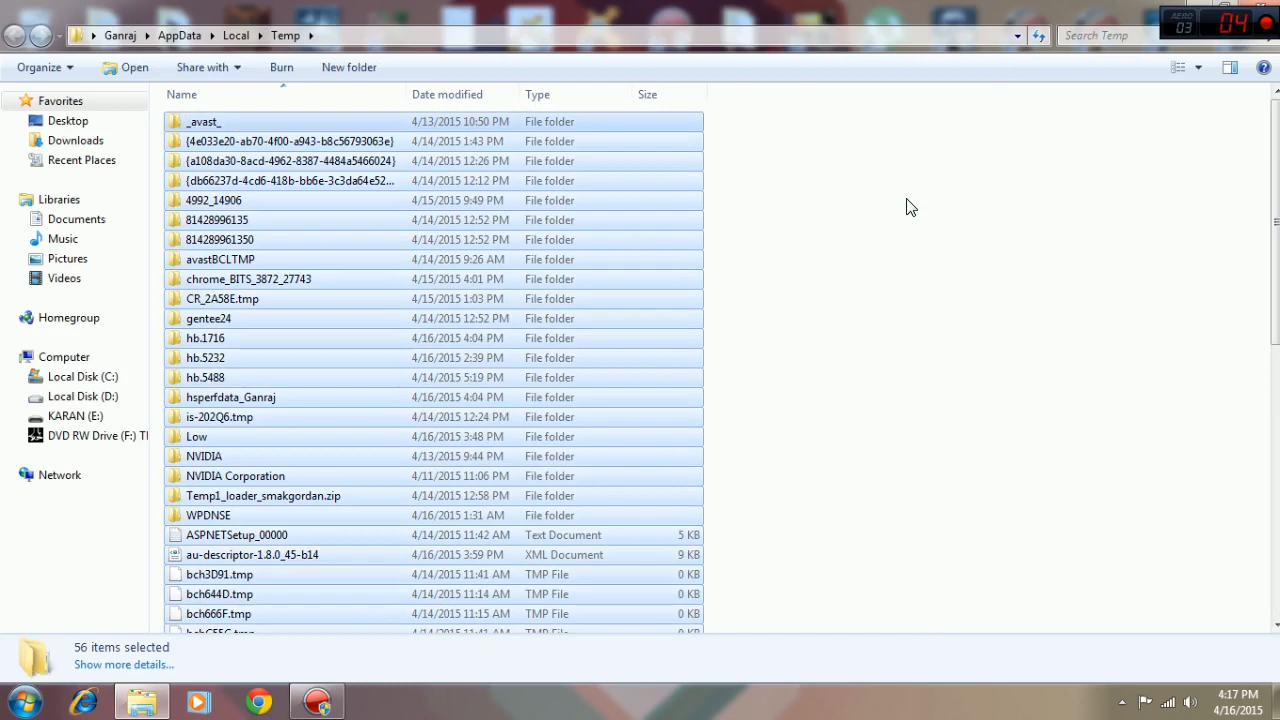 AERO
03
04
Ganraj
AppData
Local
Temp
Search Temp
Organize
Open
Share with
Burn
New folder
Name
Date modified
Type
Size
Favorites
Desktop
Downloads
Recent Places
Libraries
Documents
Music
Pictures
Videos
Homegroup
Computer
Local Disk (C:)
Local Disk (D:)
KARAN (E:)
DVD RW Drive (F:) TI
Network
_avast_ 4/13/2015 10:50 PM File folder
{4e033e20-ab70-4f00-a943-b8c56793063e} 4/14/2015 1:43 PM File folder
{a108da30-8acd-4962-8387-4484a5466024} 4/14/2015 12:26 PM File folder
{db66237d-4cd6-418b-bb6e-3c3da64e52... 4/14/2015 12:12 PM File folder
4992_14906 4/15/2015 9:49 PM File folder
81428996135 4/14/2015 12:52 PM File folder
814289961350 4/14/2015 12:52 PM File folder
avastBCLTMP 4/14/2015 9:26 AM File folder
chrome_BITS_3872_27743 4/15/2015 4:01 PM File folder
CR_2A58E.tmp 4/15/2015 1:03 PM File folder
gentee24 4/14/2015 12:52 PM File folder
hb.1716 4/16/2015 4:04 PM File folder
hb.5232 4/16/2015 2:39 PM File folder
hb.5488 4/14/2015 5:19 PM File folder
hsperfdata_Ganraj 4/16/2015 4:04 PM File folder
is-202Q6.tmp 4/14/2015 12:24 PM File folder
Low 4/16/2015 3:48 PM File folder
NVIDIA 4/13/2015 9:44 PM File folder
NVIDIA Corporation 4/11/2015 11:06 PM File folder
Temp1_loader_smakgordan.zip 4/14/2015 12:58 PM File folder
WPDNSE 4/16/2015 1:31 AM File folder
ASPNETSetup_00000 4/14/2015 11:42 AM Text Document 5 KB
au-descriptor-1.8.0_45-b14 4/16/2015 3:59 PM XML Document 9 KB
bch3D91.tmp 4/14/2015 11:41 AM TMP File 0 KB
bch644D.tmp 4/14/2015 11:14 AM TMP File 0 KB
bch666F.tmp 4/14/2015 11:15 AM TMP File 0 KB
56 items selected
Show more details...
4:17 PM
4/16/2015